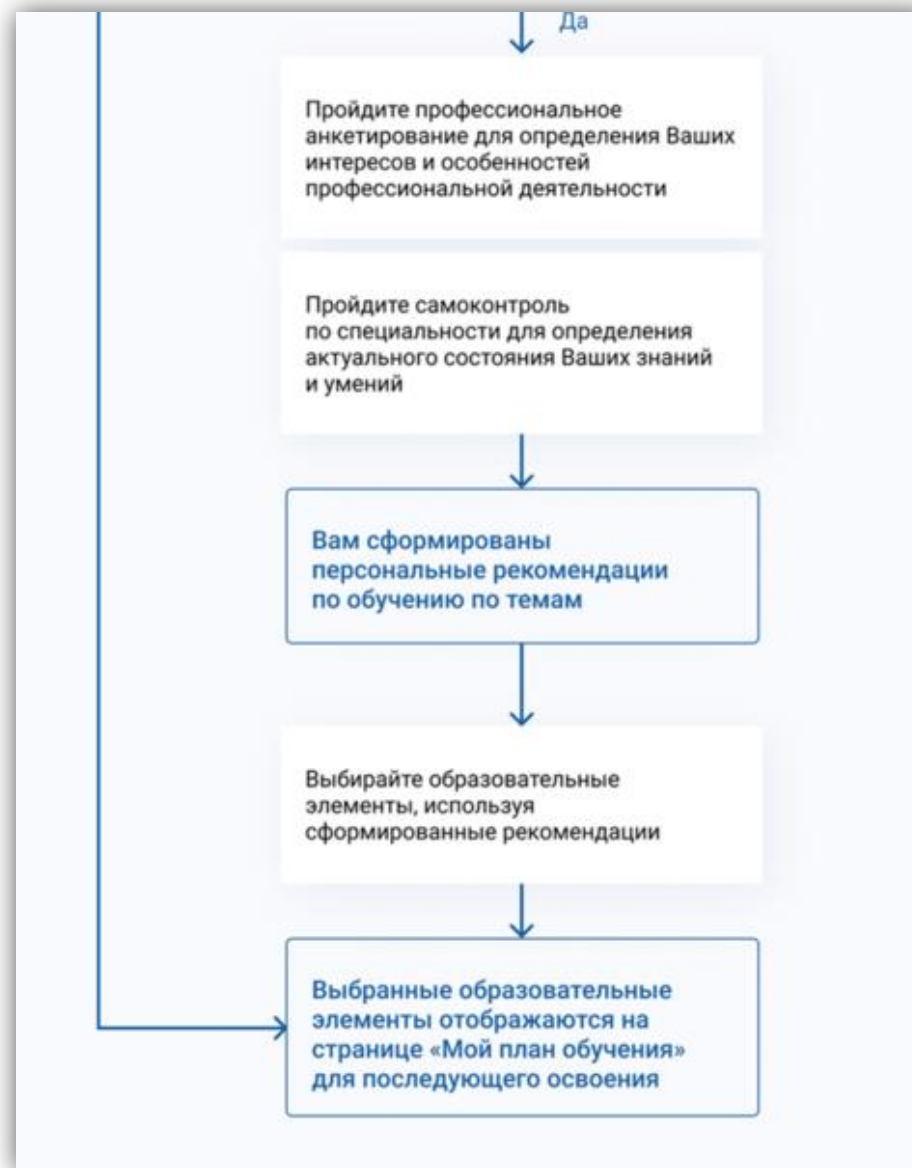 Да
Пройдите профессиональное
анкетирование для определения Ваших
интересов и особенностей
профессиональной деятельности
Пройдите самоконтроль
по специальности для определения
актуального состояния Ваших знаний
и умений
Вам сформированы
персональные рекомендации
по обучению по темам
Выбирайте образовательные
элементы, используя
сформированные рекомендации
Выбранные образовательные
элементы отображаются на
странице «Мой план обучения»
для последующего освоения